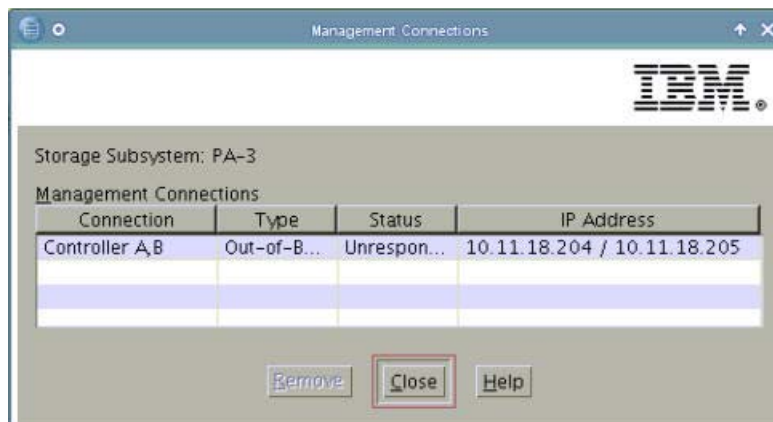 Management Connections
IBM®
Storage Subsystem: PA-3
Management Connections
Connection Type Status IP Address
Controller A,B Out-of-B... Unrespon... 10.11.18.204 / 10.11.18.205
Remove Close Help